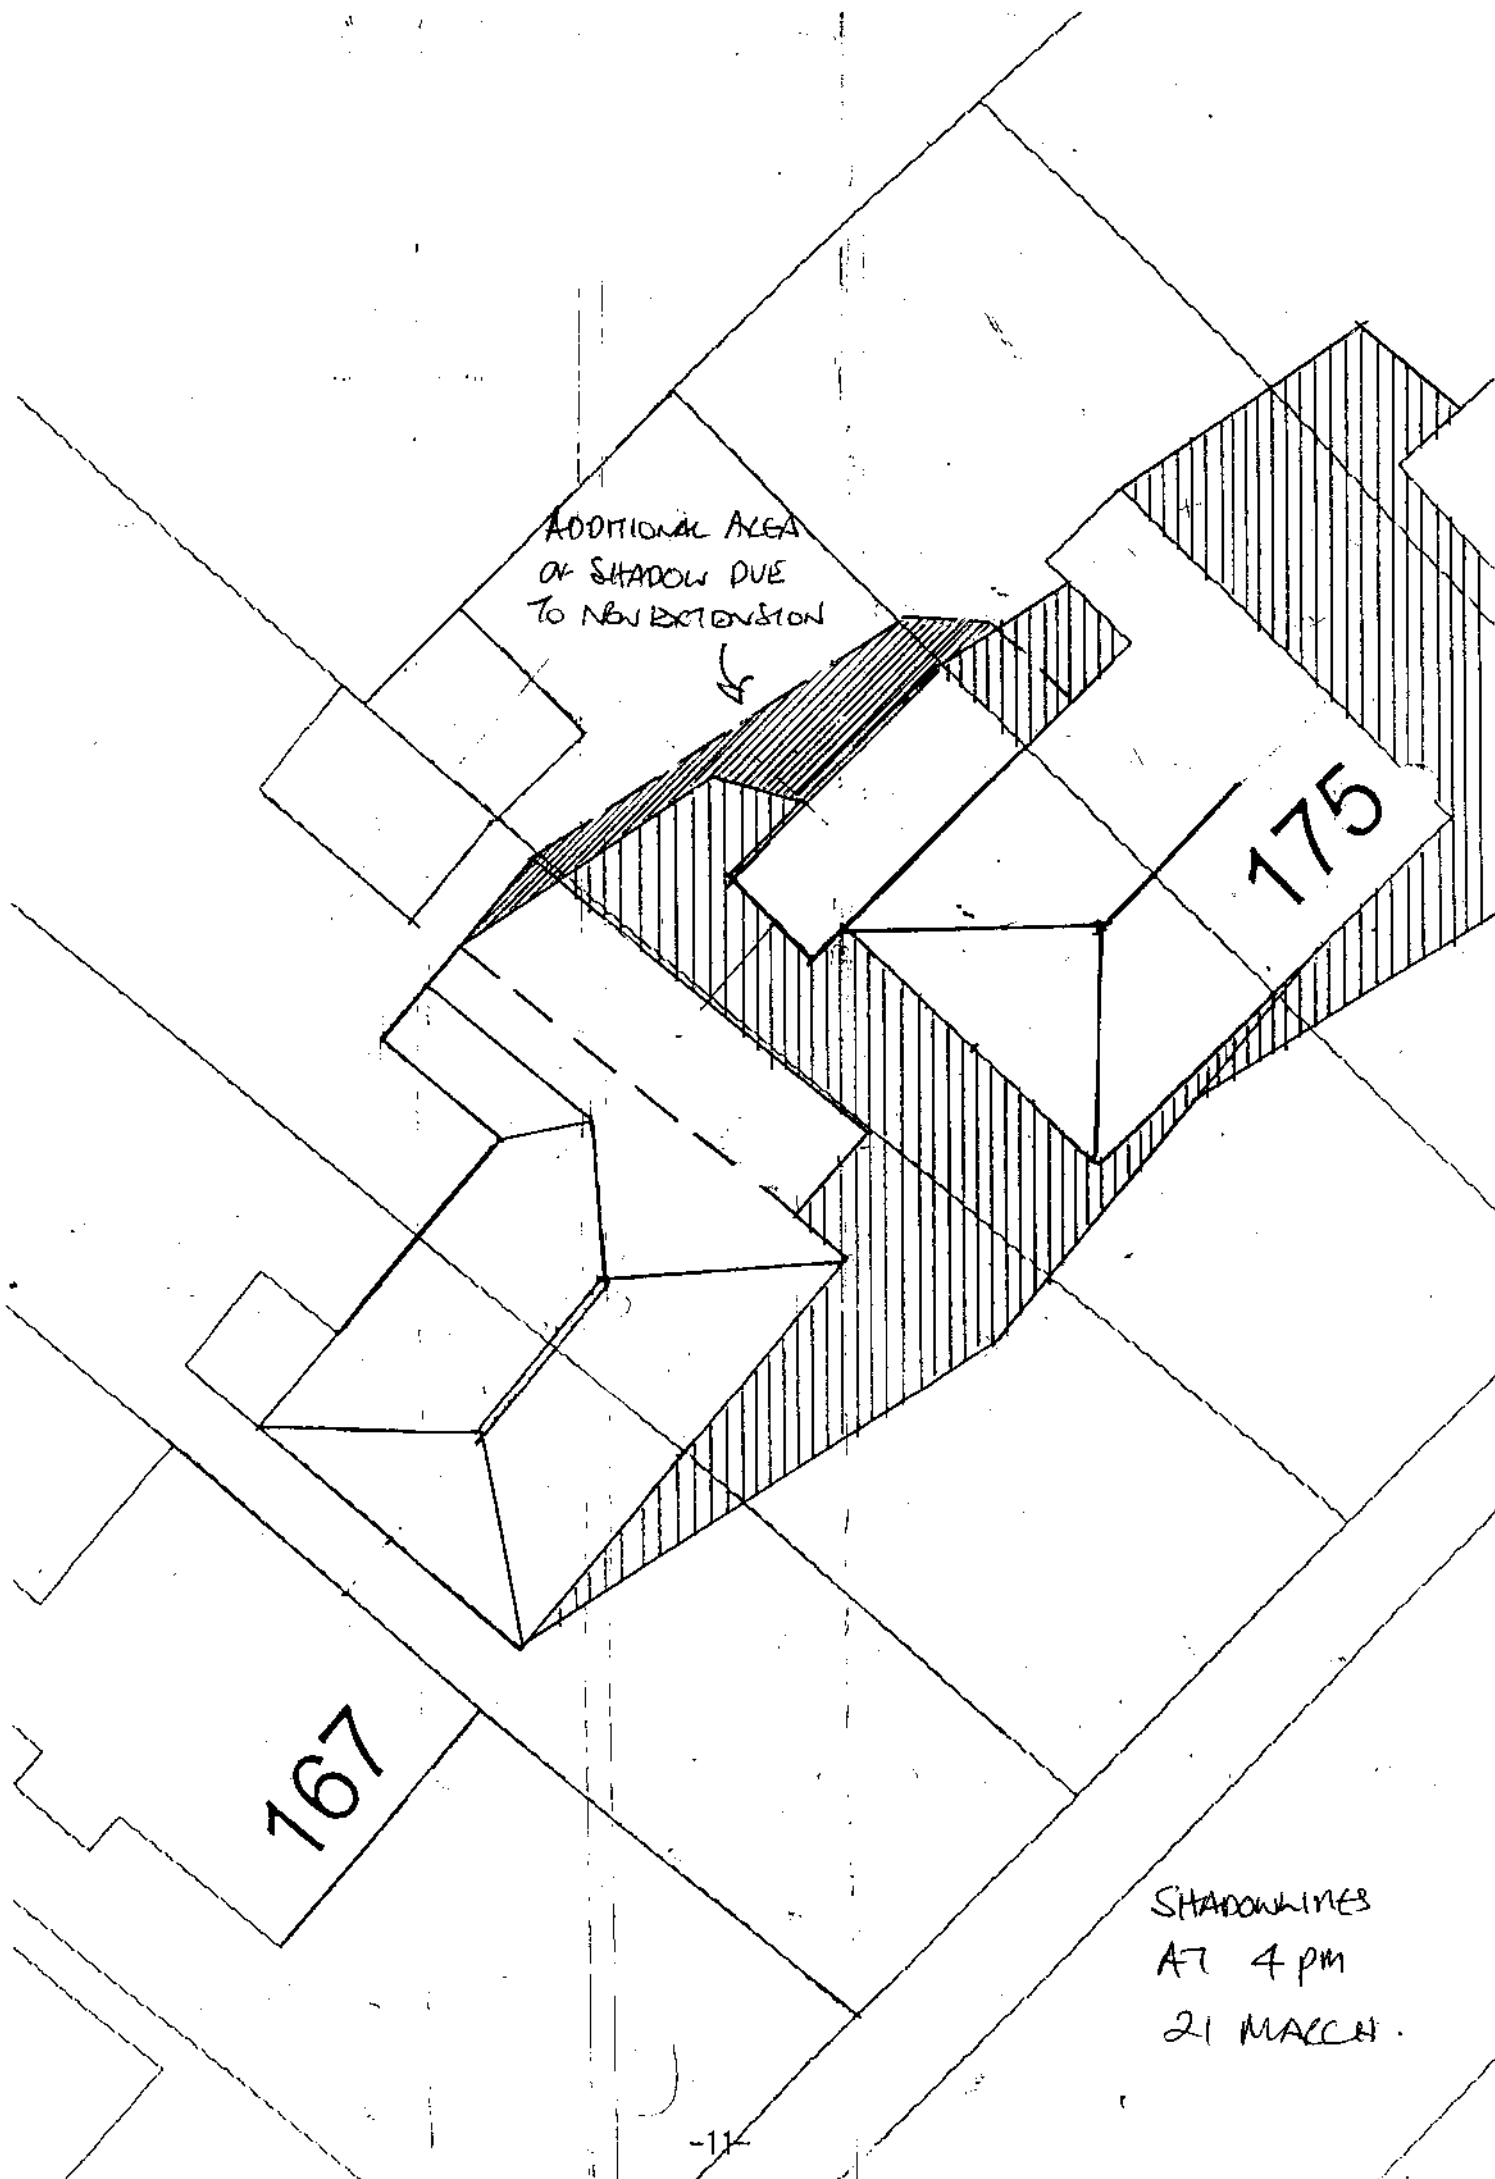 ADDITIONAL AREA
OF SHADOW DUE
TO NEW EXTENSION
175
167
SHADOWLINES
AT 4 PM
21 MARCH.
-11-